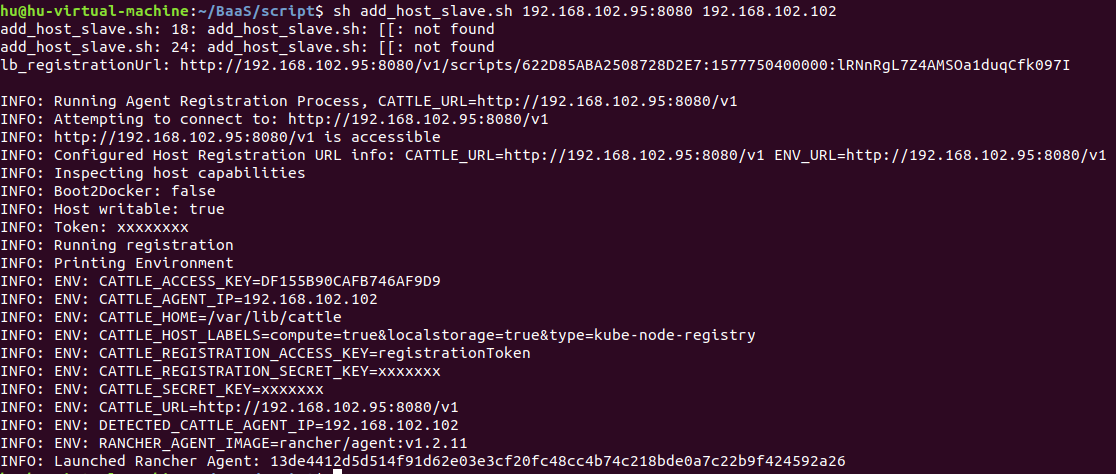 hu@hu-virtual-machine:~/BaaS/script$ sh add_host_slave.sh 192.168.102.95:8080 192.168.102.102
add_host_slave.sh: 18: add_host_slave.sh: [[: not found
add_host_slave.sh: 24: add_host_slave.sh: [[: not found
lb_registrationUrl: http://192.168.102.95:8080/v1/scripts/622D85ABA2508728D2E7:1577750400000:lRNnRgL7Z4AMSOa1duqCfk097I
INFO: Running Agent Registration Process, CATTLE_URL=http://192.168.102.95:8080/v1
INFO: Attempting to connect to: http://192.168.102.95:8080/v1
INFO: http://192.168.102.95:8080/v1 is accessible
INFO: Configured Host Registration URL info: CATTLE_URL=http://192.168.102.95:8080/v1 ENV_URL=http://192.168.102.95:8080/v1
INFO: Inspecting host capabilities
INFO: Boot2Docker: false
INFO: Host writable: true
INFO: Token: xxxxxxxx
INFO: Running registration
INFO: Printing Environment
INFO: ENV: CATTLE_ACCESS_KEY=DF155B90CAFB746AF9D9
INFO: ENV: CATTLE_AGENT_IP=192.168.102.102
INFO: ENV: CATTLE_HOME=/var/lib/cattle
INFO: ENV: CATTLE_HOST_LABELS=compute=true&localstorage=true&type=kube-node-registry
INFO: ENV: CATTLE_REGISTRATION_ACCESS_KEY=registrationToken
INFO: ENV: CATTLE_REGISTRATION_SECRET_KEY=xxxxxxx
INFO: ENV: CATTLE_SECRET_KEY=xxxxxxx
INFO: ENV: CATTLE_URL=http://192.168.102.95:8080/v1
INFO: ENV: DETECTED_CATTLE_AGENT_IP=192.168.102.102
INFO: ENV: RANCHER_AGENT_IMAGE=rancher/agent:v1.2.11
INFO: Launched Rancher Agent: 13de4412d5d514f91d62e03e3cf20fc48cc4b74c218bde0a7c22b9f424592a26